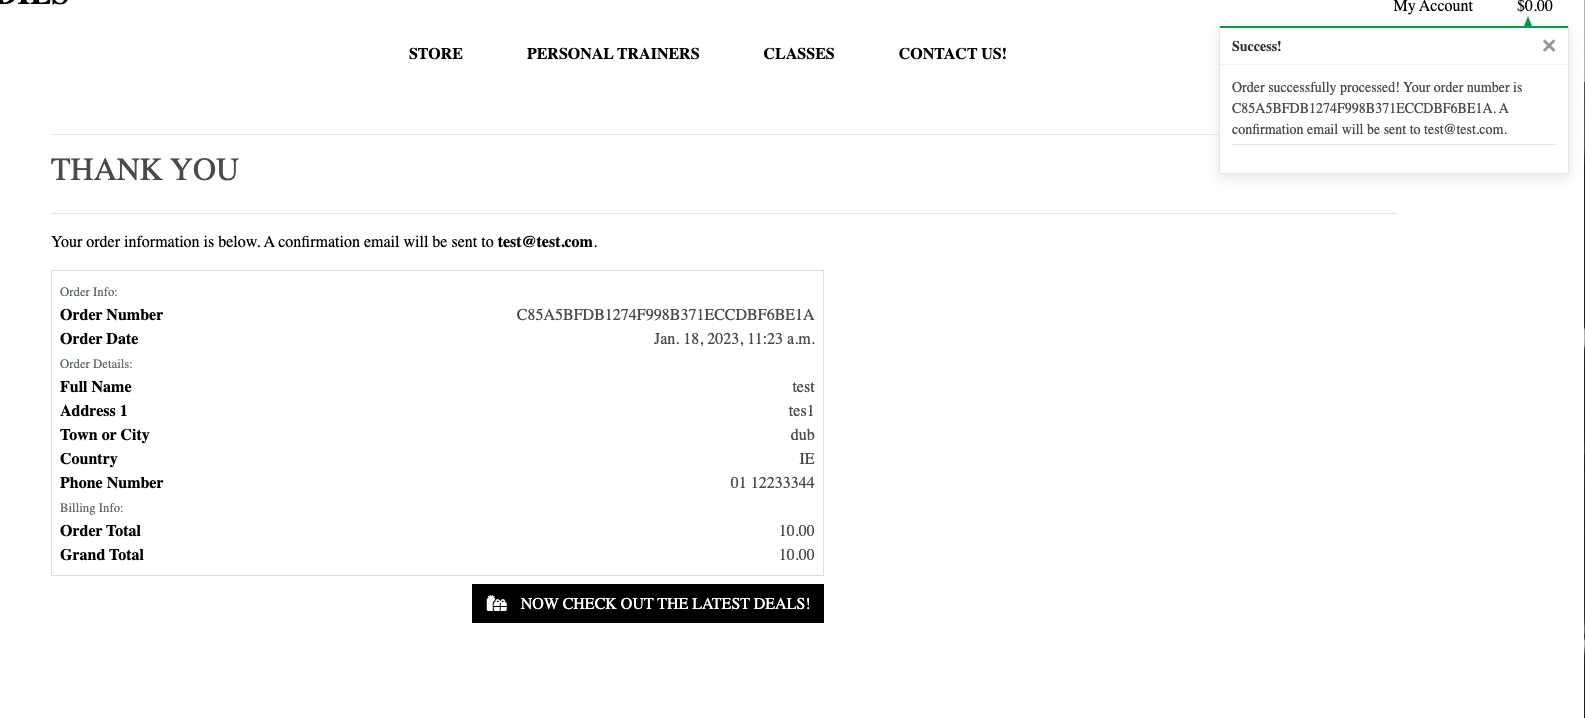 My Account $0.00
STORE PERSONAL TRAINERS CLASSES CONTACT US!
Success! ×
Order successfully processed! Your order number is
C85A5BFDB1274F998B371ECCDBF6BE1A. A
confirmation email will be sent to test@test.com.
THANK YOU
Your order information is below. A confirmation email will be sent to test@test.com.
Order Info:
Order Number C85A5BFDB1274F998B371ECCDBF6BE1A
Order Date Jan. 18, 2023, 11:23 a.m.
Order Details:
Full Name test
Address 1 tes1
Town or City dub
Country IE
Phone Number 01 12233344
Billing Info:
Order Total 10.00
Grand Total 10.00
NOW CHECK OUT THE LATEST DEALS!